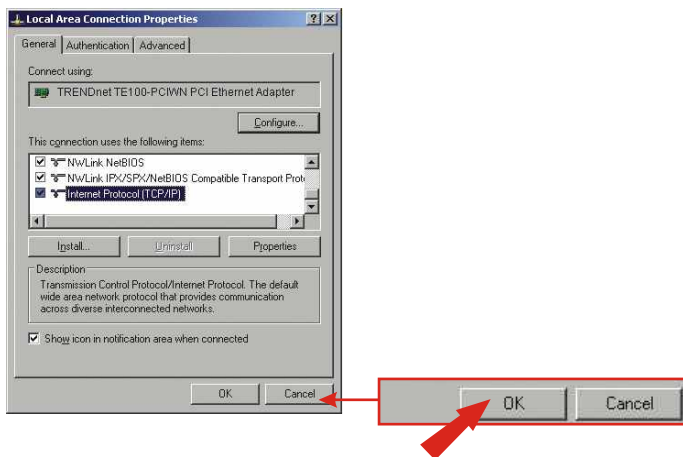 Local Area Connection Properties
General Authentication Advanced
Connect using:
TRENDnet TE100-PCIWN PCI Ethernet Adapter
Configure...
This connection uses the following items:
NWLink NetBIOS
NWLink IPX/SPX/NetBIOS Compatible Transport Prot
Internet Protocol (TCP/IP)
Install... Uninstall Properties
Description
Transmission Control Protocol/Internet Protocol. The default
wide area network protocol that provides communication
across diverse interconnected networks.
Show icon in notification area when connected
OK Cancel
OK Cancel